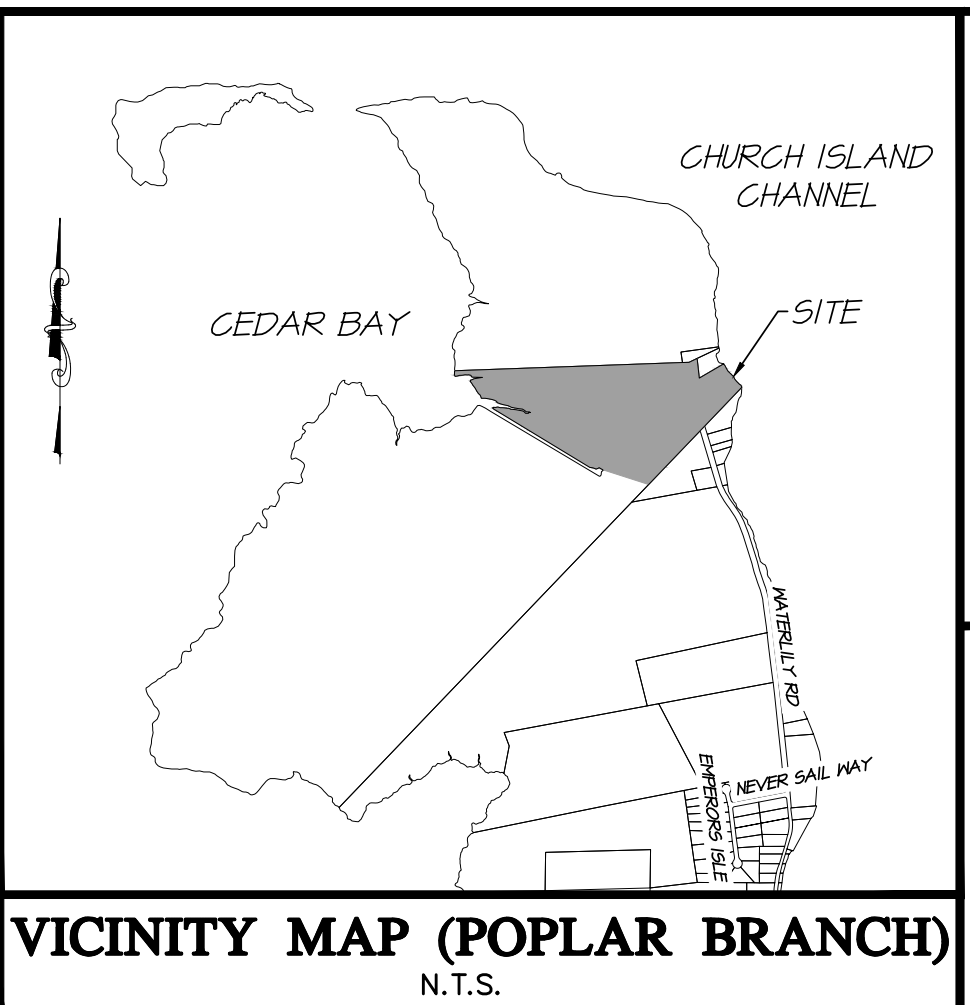 CHURCH ISLAND
CHANNEL
SITE
CEDAR BAY
WATERLILY RD
NEVER SAIL WAY
EMPERORS ISLE
VICINITY MAP (POPLAR BRANCH)
N.T.S.